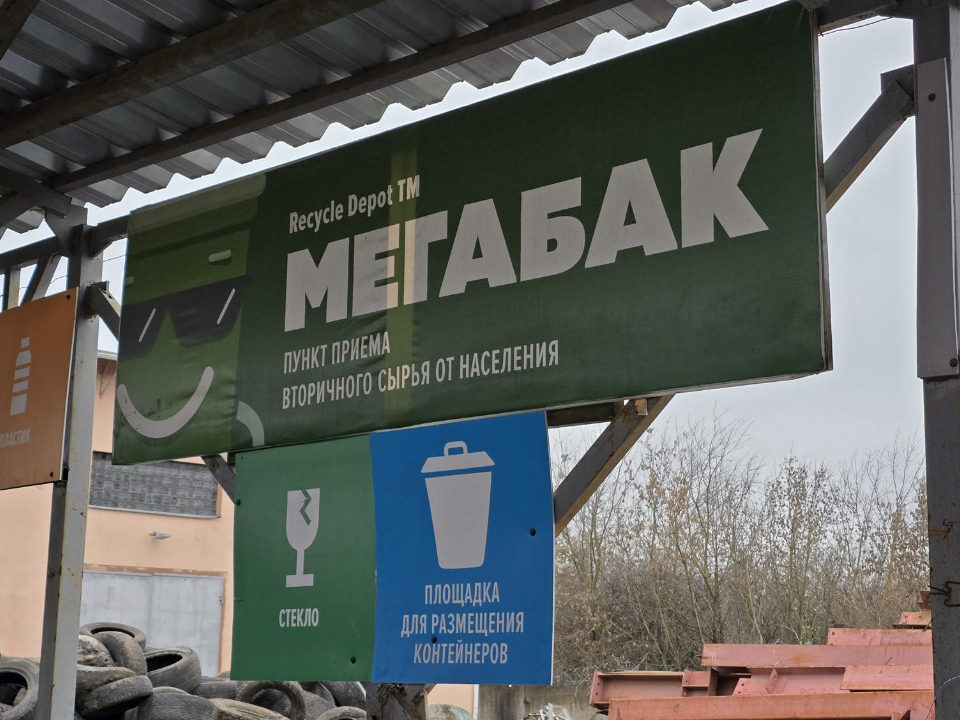 Recycle Depot TM
МЕГАБАК
ПУНКТ ПРИЕМА
ВТОРИЧНОГО СЫРЬЯ ОТ НАСЕЛЕНИЯ
ПЛАСТИК
СТЕКЛО
ПЛОЩАДКА
ДЛЯ РАЗМЕЩЕНИЯ
КОНТЕЙНЕРОВ